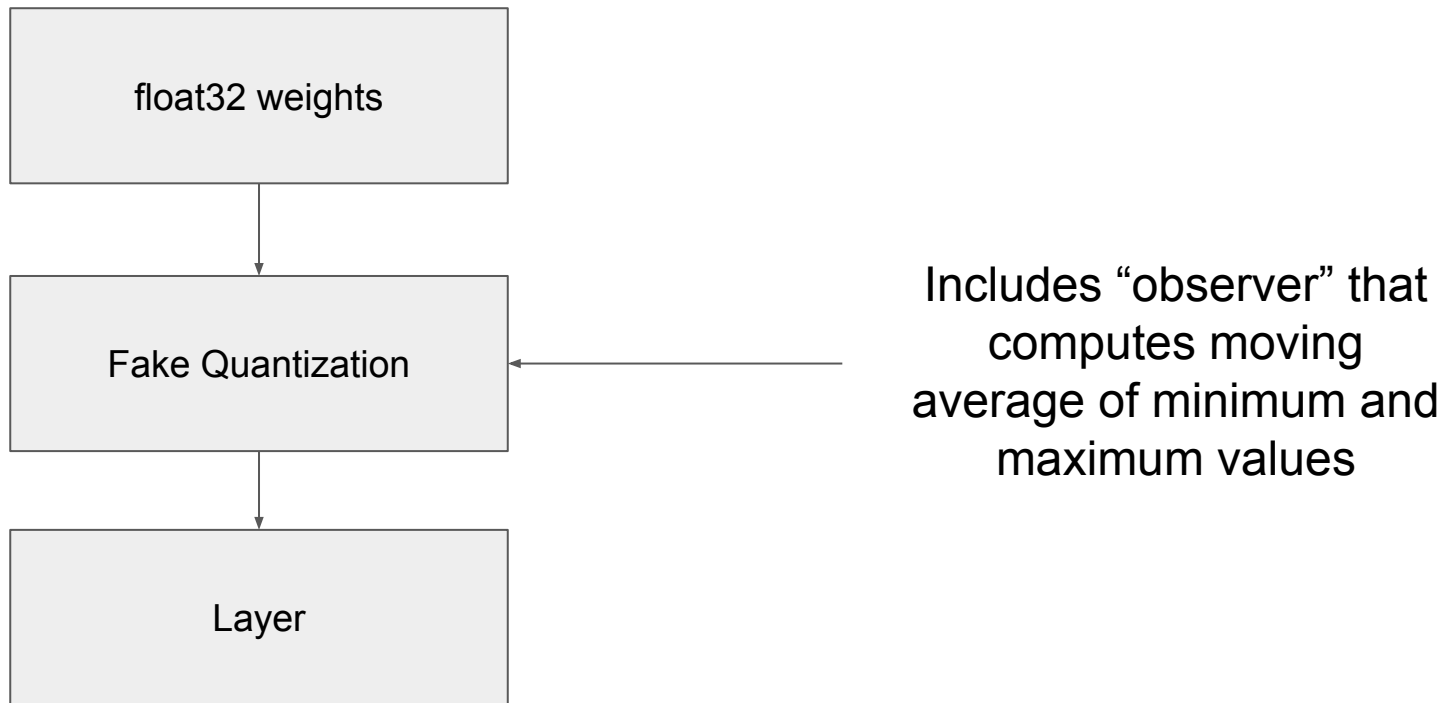 float32 weights
Fake Quantization
Includes “observer” that
computes moving
average of minimum and
maximum values
Layer